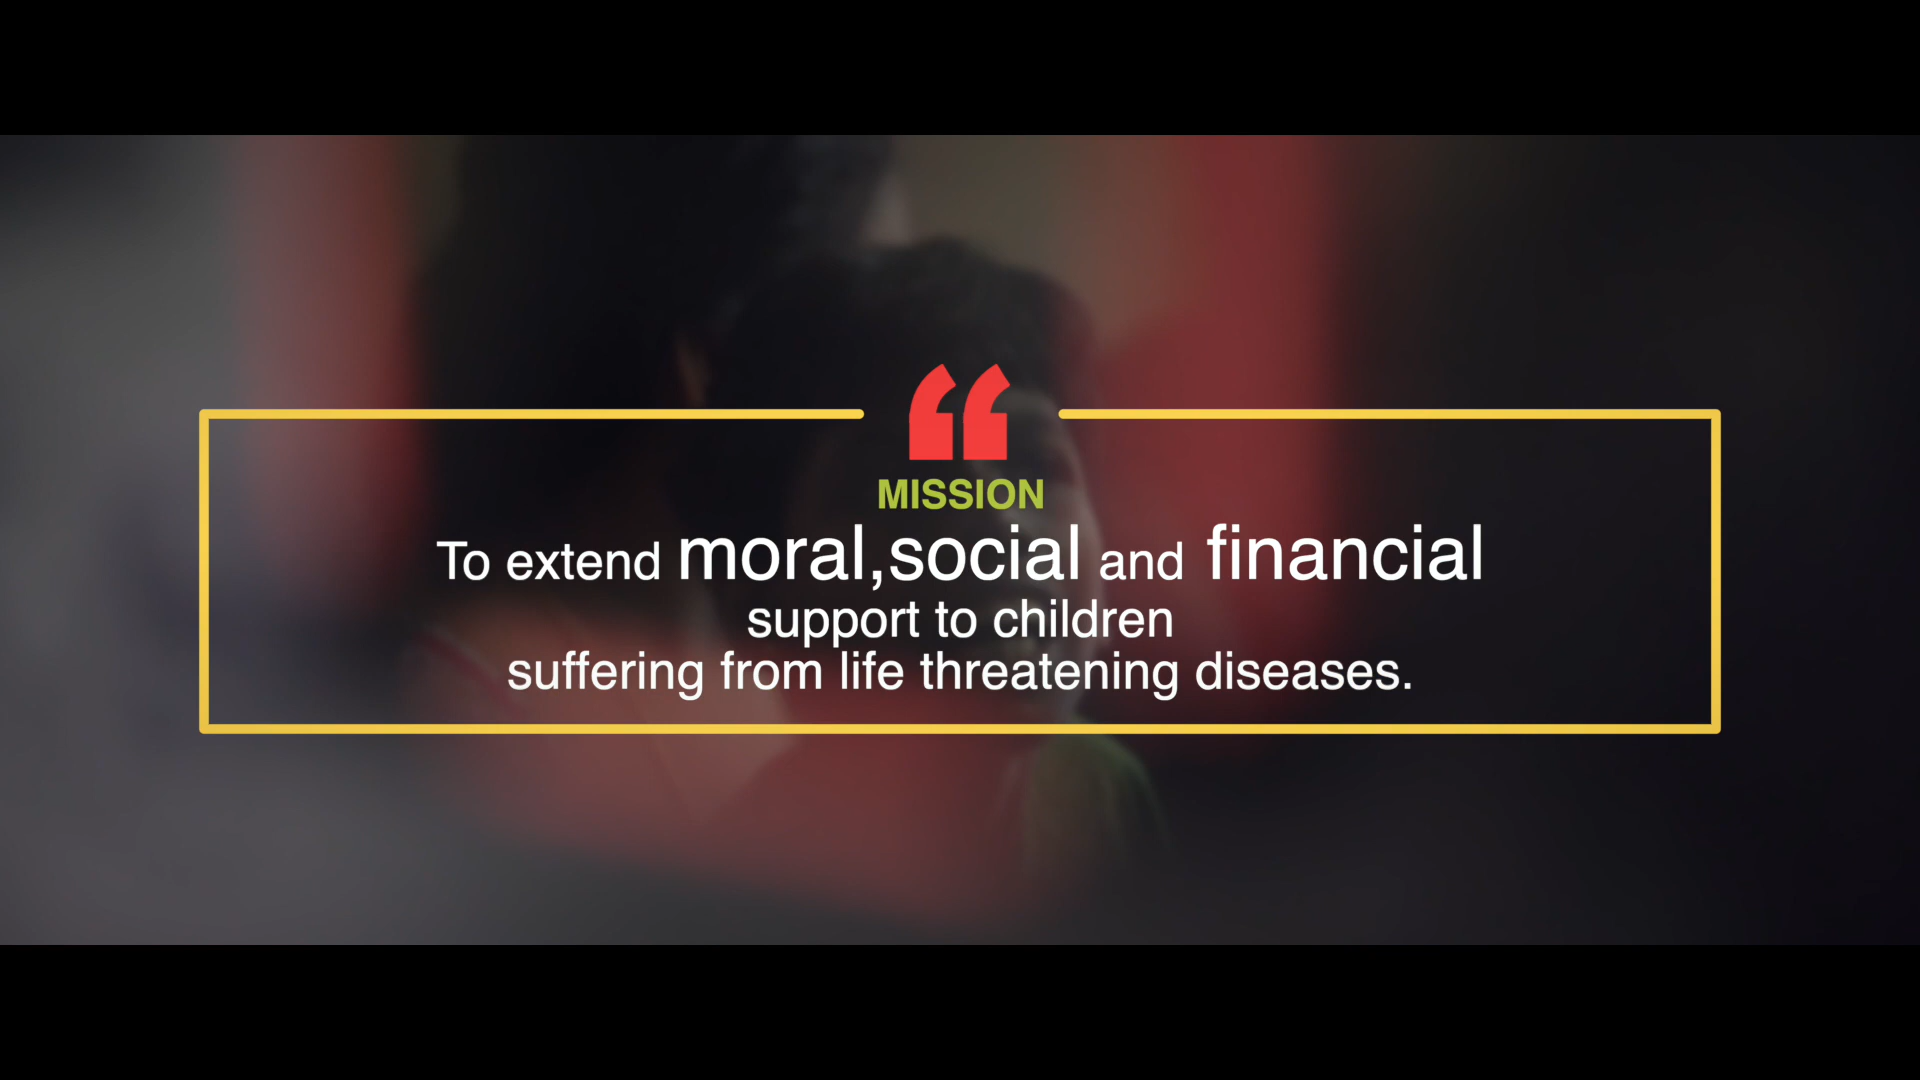 MISSION
To extend moral,social and financial
support to children
suffering from life threatening diseases.